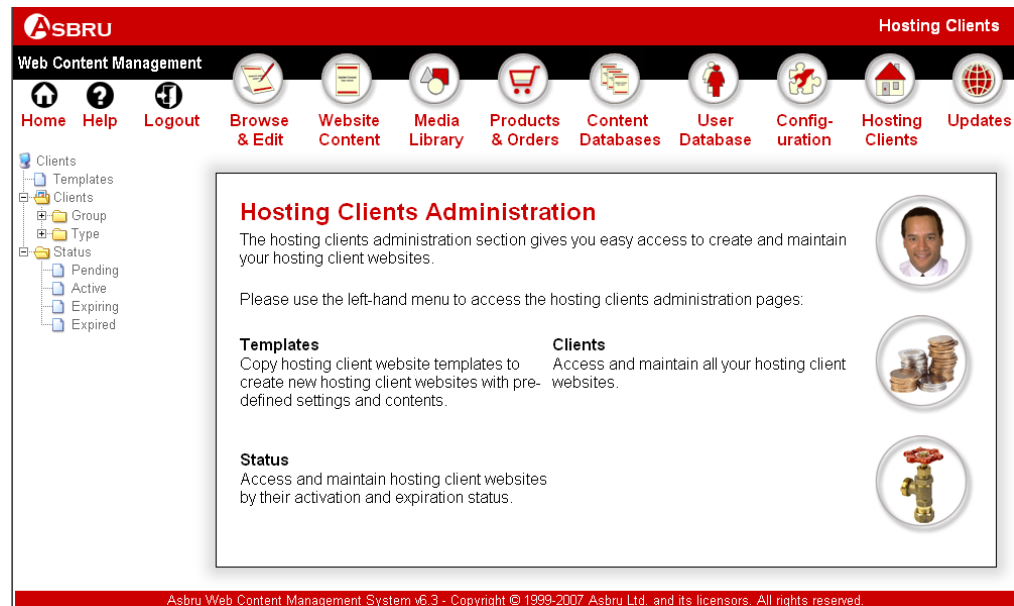 ASBRU
Hosting Clients
Web Content Management
Home Help Logout
Browse & Edit
Website Content
Media Library
Products & Orders
Content Databases
User Database
Config-uration
Hosting Clients
Updates
Clients
Templates
Clients
Group
Type
Status
Pending
Active
Expiring
Expired
Hosting Clients Administration
The hosting clients administration section gives you easy access to create and maintain
your hosting client websites.
Please use the left-hand menu to access the hosting clients administration pages:
Templates
Copy hosting client website templates to
create new hosting client websites with pre-
defined settings and contents.
Clients
Access and maintain all your hosting client
websites.
Status
Access and maintain hosting client websites
by their activation and expiration status.
Asbru Web Content Management System v6.3 - Copyright © 1999-2007 Asbru Ltd. and its licensors. All rights reserved.